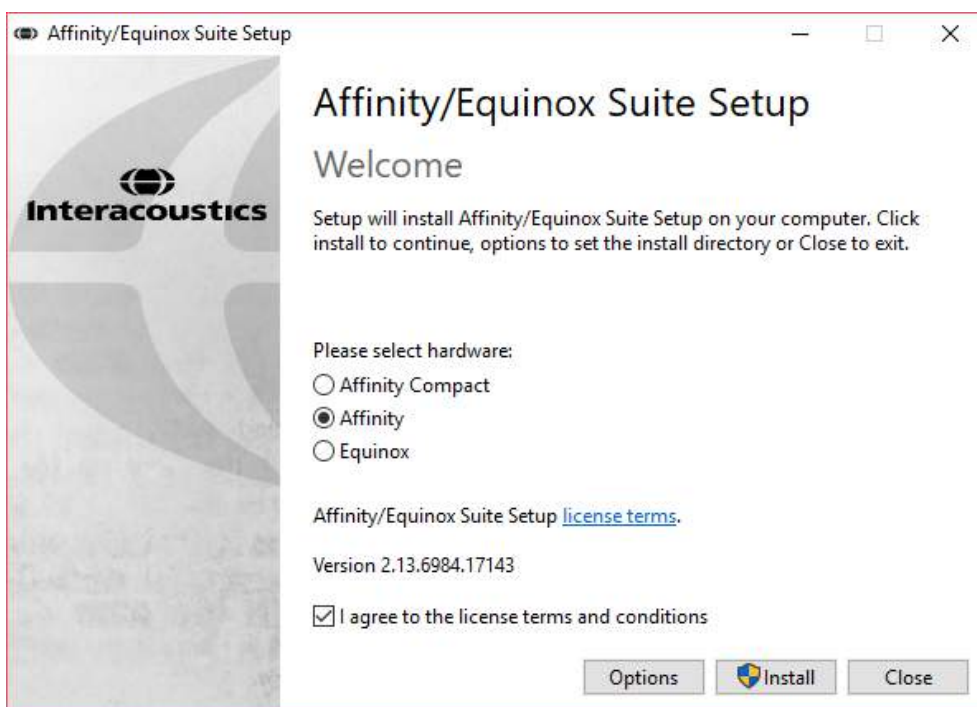 Affinity/Equinox Suite Setup
Interacoustics
Affinity/Equinox Suite Setup
Welcome
Setup will install Affinity/Equinox Suite Setup on your computer. Click
install to continue, options to set the install directory or Close to exit.
Please select hardware:
Affinity Compact
Affinity
Equinox
Affinity/Equinox Suite Setup license terms.
Version 2.13.6984.17143
I agree to the license terms and conditions
Options
Install
Close